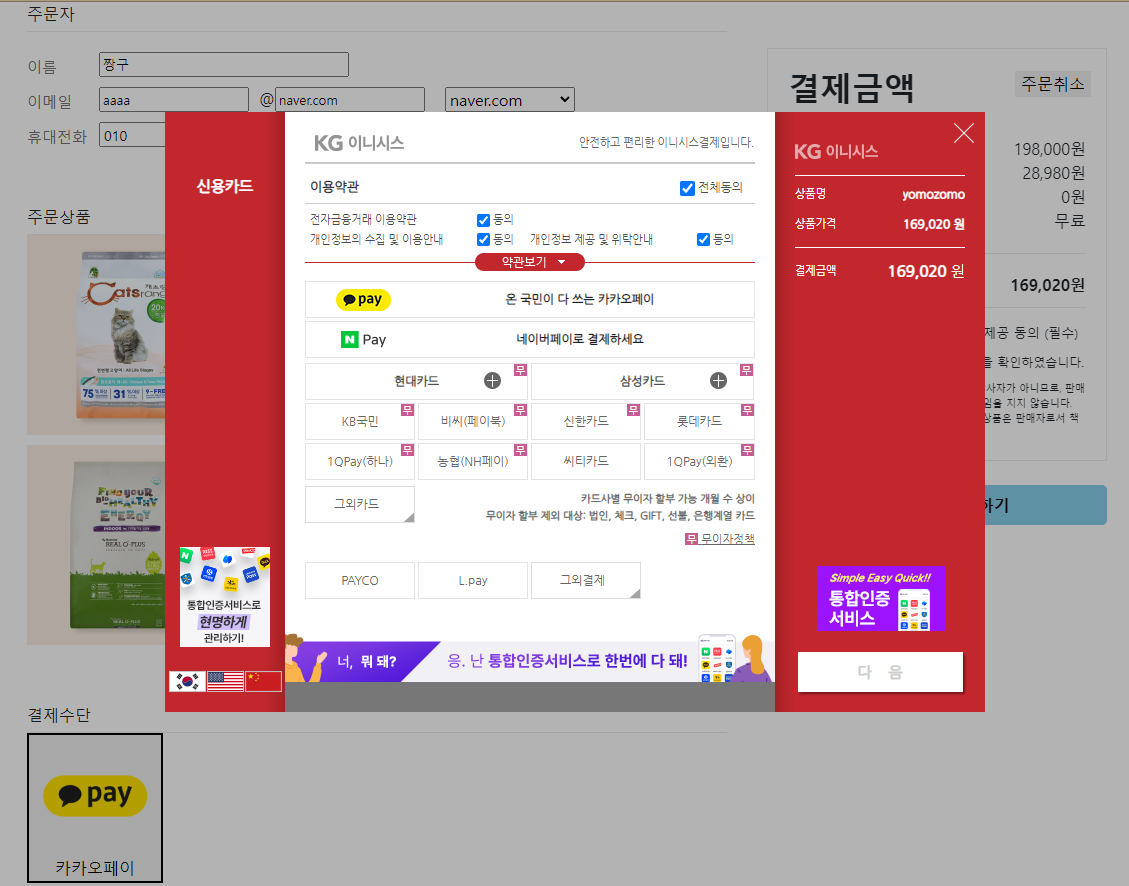 주문자
이름
짱구
이메일
aaaa
@
naver.com
naver.com
휴대전화
010
주문상품
Cats
75%
31%
9-FREE
FIND YOUR
HEALTHY
ENERGY
INDOOR
REAL O-PLUS
결제수단
pay
카카오페이
결제금액
주문취소
198,000원
28,980원
0원
무료
169,020원
제공 동의 (필수)
을 확인하였습니다.
사자가 아니므로, 판매
임을 지지 않습니다.
상품은 판매자로서 책
하기
신용카드
통합인증서비스로
현명하게
관리하기!
KG 이니시스
안전하고 편리한 이니시스결제입니다.
이용약관
전체동의
전자금융거래 이용약관
동의
개인정보의 수집 및 이용안내
동의
개인정보 제공 및 위탁안내
동의
약관보기
pay
온 국민이 다 쓰는 카카오페이
N Pay
네이버페이로 결제하세요
현대카드
무
삼성카드
무
KB국민
무
비씨(페이북)
무
신한카드
무
롯데카드
무
1QPay(하나)
무
농협(NH페이)
무
씨티카드
1QPay(외환)
무
그외카드
카드사별 무이자 할부 가능 개월 수 상이
무이자 할부 제외 대상: 법인, 체크, GIFT, 선불, 은행계열 카드
무 무이자정책
PAYCO
L.pay
그외결제
너, 뭐 돼?
응. 난 통합인증서비스로 한번에 다 돼!
KG 이니시스
상품명
yomozomo
상품가격
169,020 원
결제금액
169,020 원
Simple Easy Quick!!
통합인증
서비스
다 음